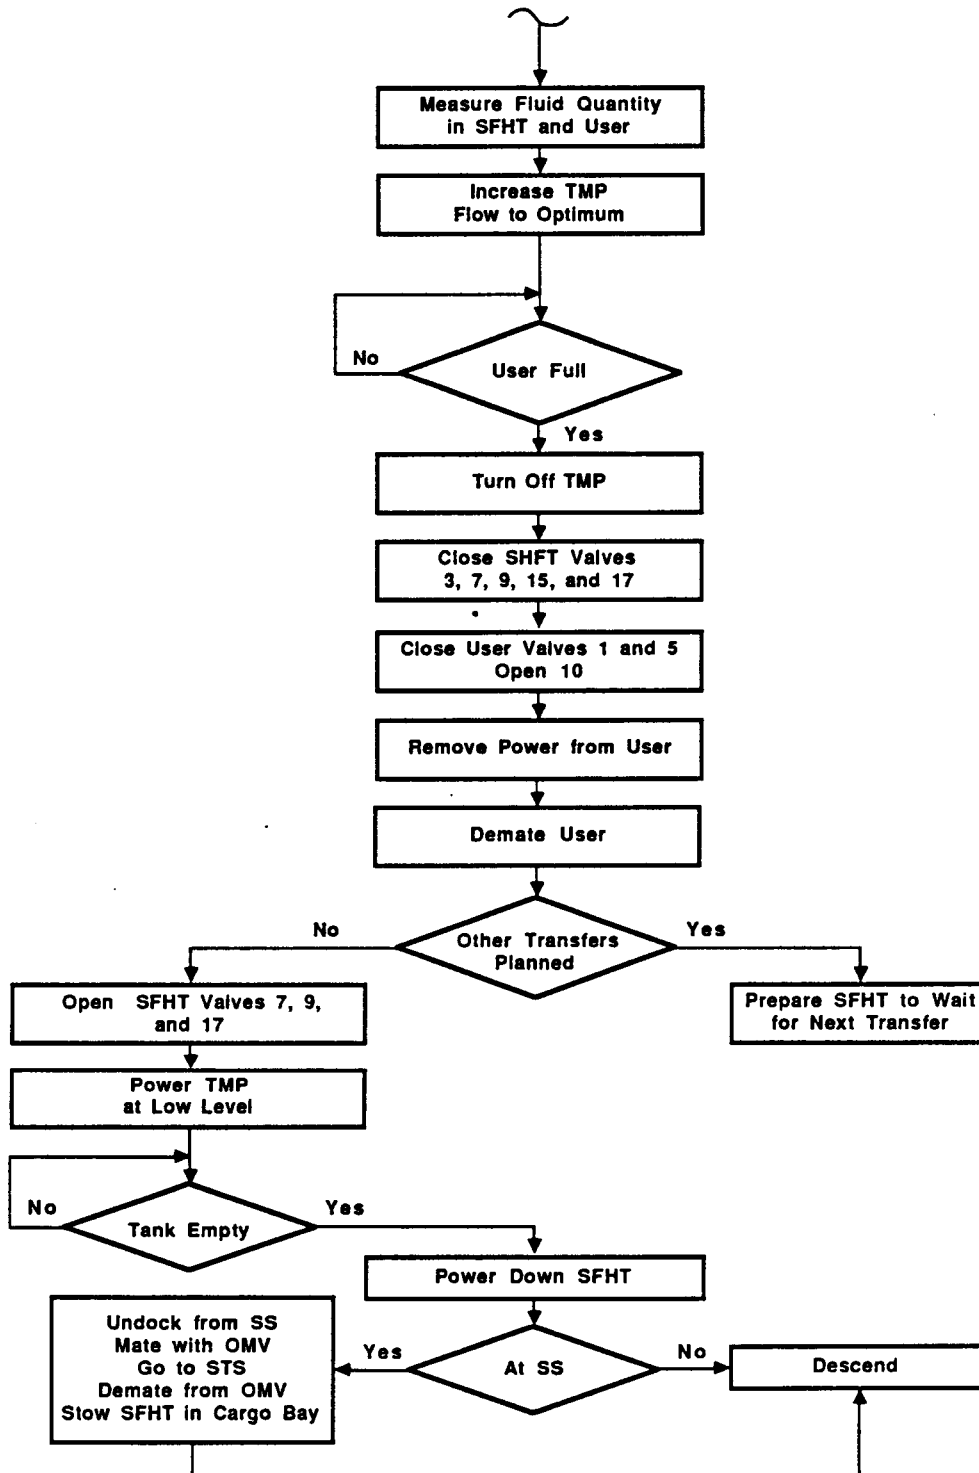 Measure Fluid Quantity
in SFHT and User
Increase TMP
Flow to Optimum
No
User Full
Yes
Turn Off TMP
Close SHFT Valves
3, 7, 9, 15, and 17
Close User Valves 1 and 5
Open 10
Remove Power from User
Demate User
No
Other Transfers
Planned
Yes
Open SFHT Valves 7, 9,
and 17
Prepare SFHT to Wait
for Next Transfer
Power TMP
at Low Level
No
Tank Empty
Yes
Power Down SFHT
Undock from SS
Mate with OMV
Go to STS
Demate from OMV
Stow SFHT in Cargo Bay
Yes
At SS
No
Descend